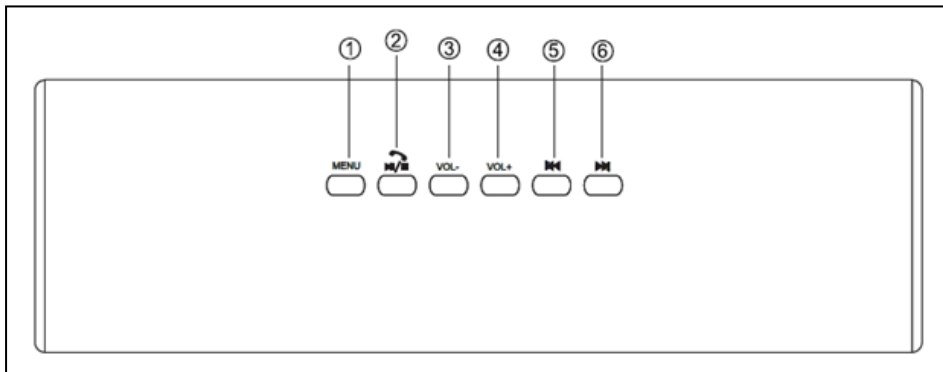 ① ② ③ ④ ⑤ ⑥
MENU VOL- VOL+